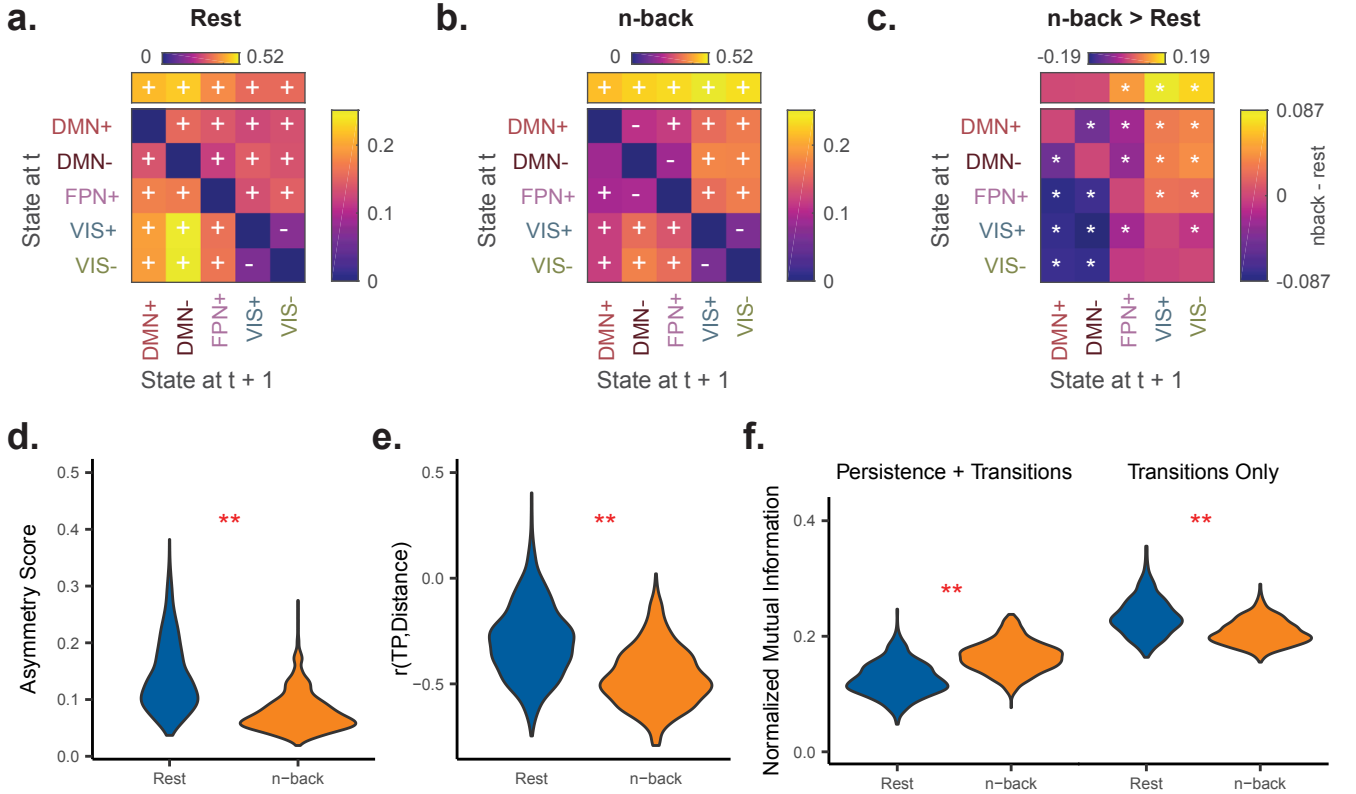 a.
Rest
0
0.52
+ + + + +
State at t
DMN+
DMN-
FPN+
VIS+
VIS-
+ + + +
+ + + +
+ + + +
+ + + -
+ + + -
0.2
0.1
0
DMN+
DMN-
FPN+
VIS+
VIS-
State at t + 1
b.
n-back
0
0.52
+ + + + +
State at t
DMN+
DMN-
FPN+
VIS+
VIS-
- + + +
- + +
+ - + +
+ + + -
+ + + -
0.2
0.1
0
DMN+
DMN-
FPN+
VIS+
VIS-
State at t + 1
c.
n-back > Rest
-0.19
0.19
* * *
State at t
DMN+
DMN-
FPN+
VIS+
VIS-
* * * *
* * * *
* * * *
* * * *
* *
0.087
0
-0.087
nback - rest
DMN+
DMN-
FPN+
VIS+
VIS-
State at t + 1
d.
Asymmetry Score
0.5
0.4
0.3
0.2
0.1
0.0
**
Rest
n−back
e.
r(TP,Distance)
0.5
0.0
−0.5
**
Rest
n−back
f.
Persistence + Transitions
Transitions Only
Normalized Mutual Information
0.4
0.2
0.0
**
**
Rest
n−back
Rest
n−back